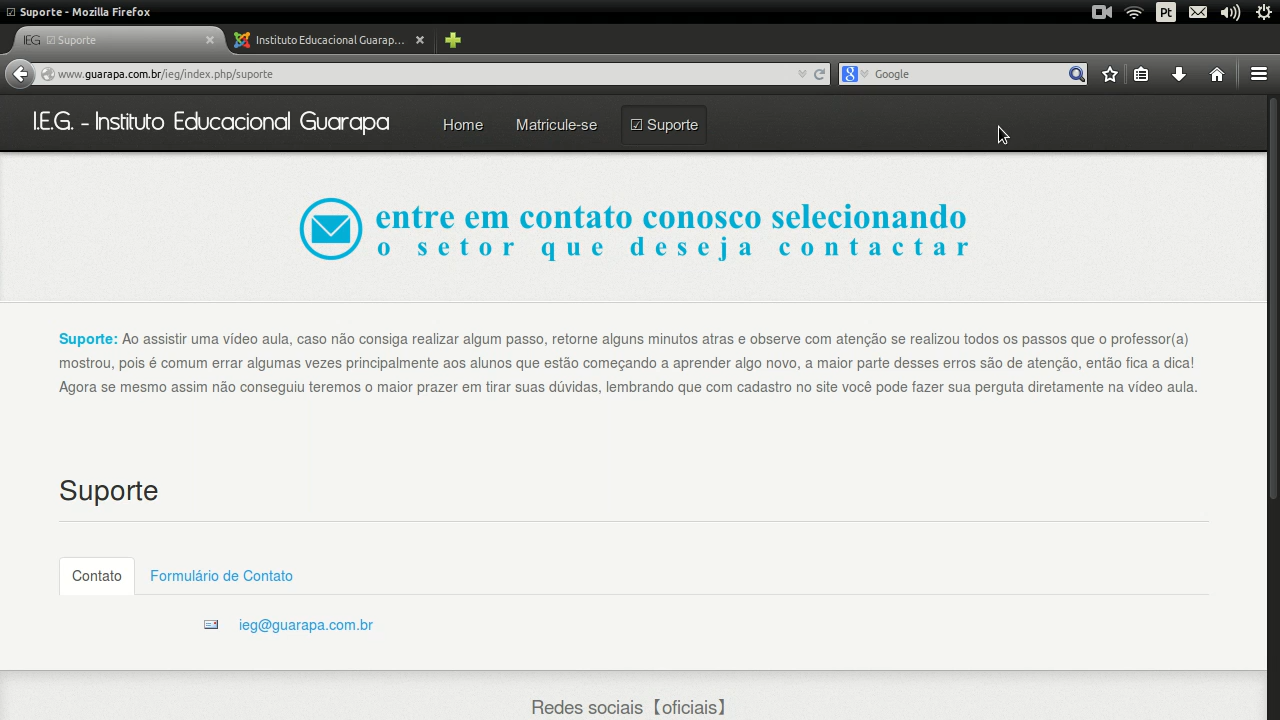 ☑ Suporte - Mozilla Firefox
Pt
IEG ☑ Suporte
Instituto Educacional Guarap...
www.guarapa.com.br/ieg/index.php/suporte
8 Google
I.E.G. - Instituto Educacional Guarapa
Home
Matricule-se
☑ Suporte
entre em contato conosco selecionando
o setor que deseja contactar
Suporte: Ao assistir uma vídeo aula, caso não consiga realizar algum passo, retorne alguns minutos atras e observe com atenção se realizou todos os passos que o professor(a)
mostrou, pois é comum errar algumas vezes principalmente aos alunos que estão começando a aprender algo novo, a maior parte desses erros são de atenção, então fica a dica!
Agora se mesmo assim não conseguiu teremos o maior prazer em tirar suas dúvidas, lembrando que com cadastro no site você pode fazer sua perguta diretamente na vídeo aula.
Suporte
Contato
Formulário de Contato
ieg@guarapa.com.br
Redes sociais【oficiais】